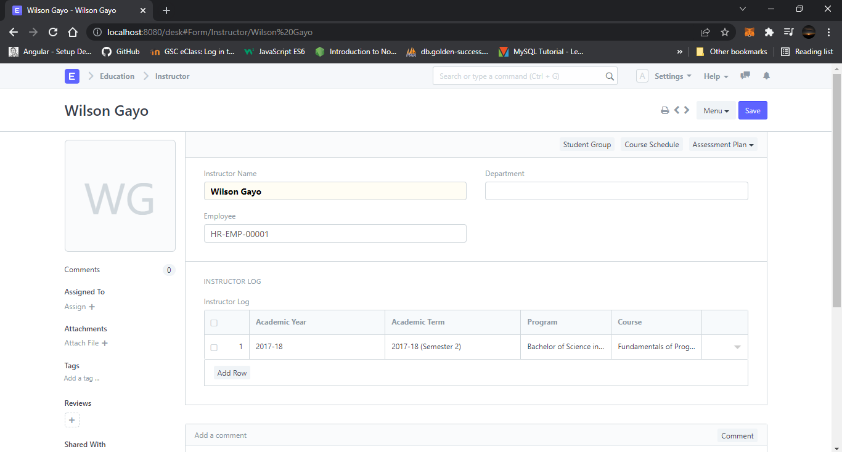 E Wilson Gayo - Wilson Gayo
localhost:8080/desk#Form/Instructor/Wilson%20Gayo
Angular - Setup De... GitHub GSC eClass: Log in t... JavaScript ES6 Introduction to No... db.golden-success.... MySQL Tutorial - Le... » Other bookmarks Reading list
E Education Instructor Search or type a command (Ctrl + G) A Settings Help
Wilson Gayo Menu Save
Student Group Course Schedule Assessment Plan
WG
Instructor Name Department
Wilson Gayo
Employee
HR-EMP-00001
Comments 0
Assigned To
Assign +
Attachments
Attach File +
Tags
Add a tag ...
Reviews
+
Shared With
INSTRUCTOR LOG
Instructor Log
Academic Year Academic Term Program Course
1 2017-18 2017-18 (Semester 2) Bachelor of Science in... Fundamentals of Prog...
Add Row
Add a comment Comment